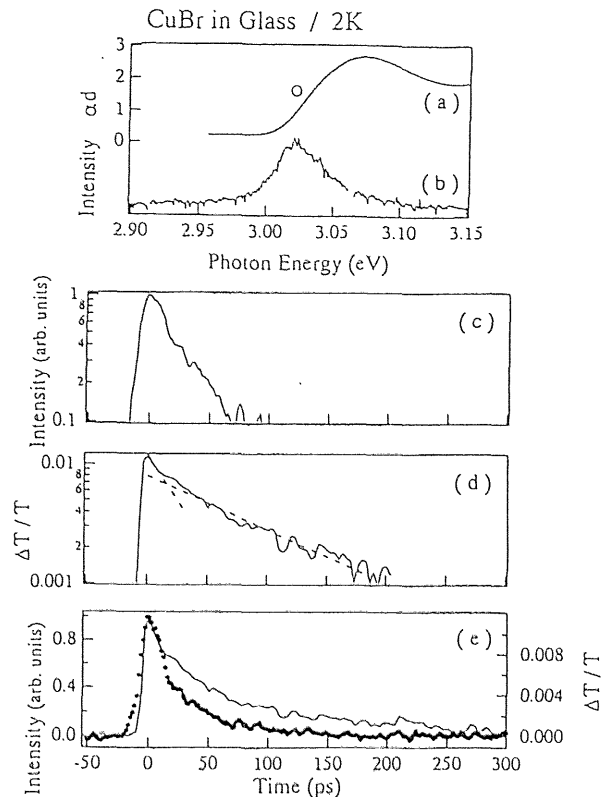 CuBr in Glass / 2K
3
2
1
0
αd
Intensity
(a)
(b)
2.90 2.95 3.00 3.05 3.10 3.15
Photon Energy (eV)
1
8
6
4
2
0.1
Intensity (arb. units)
(c)
0.01
8
6
4
2
0.001
ΔT/T
(d)
0.8
0.4
0.0
Intensity (arb. units)
(e)
0.008
0.004
0.000
ΔT/T
-50 0 50 100 150 200 250 300
Time (ps)